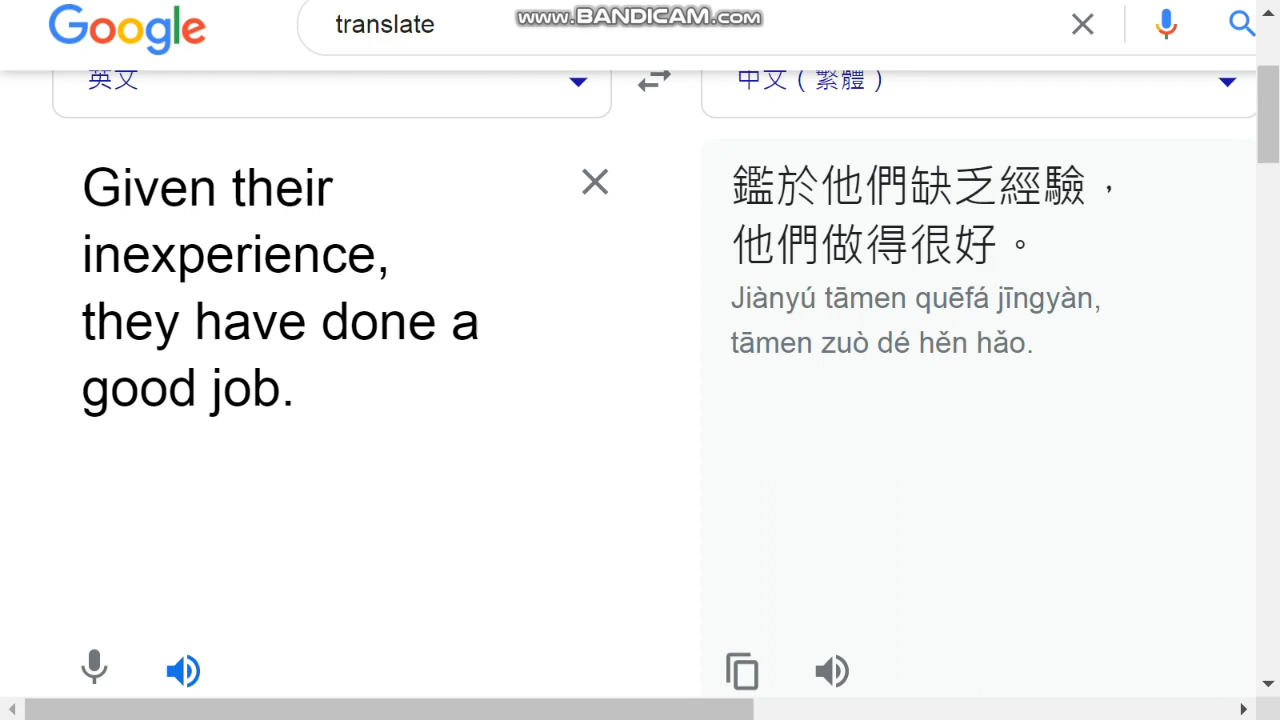 Google
translate
www.BANDICAM.com
英文
中文（繁體）
Given their
inexperience,
they have done a
good job.
鑑於他們缺乏經驗，
他們做得很好。
Jiànyú tāmen quēfá jīngyàn,
tāmen zuò dé hěn hǎo.